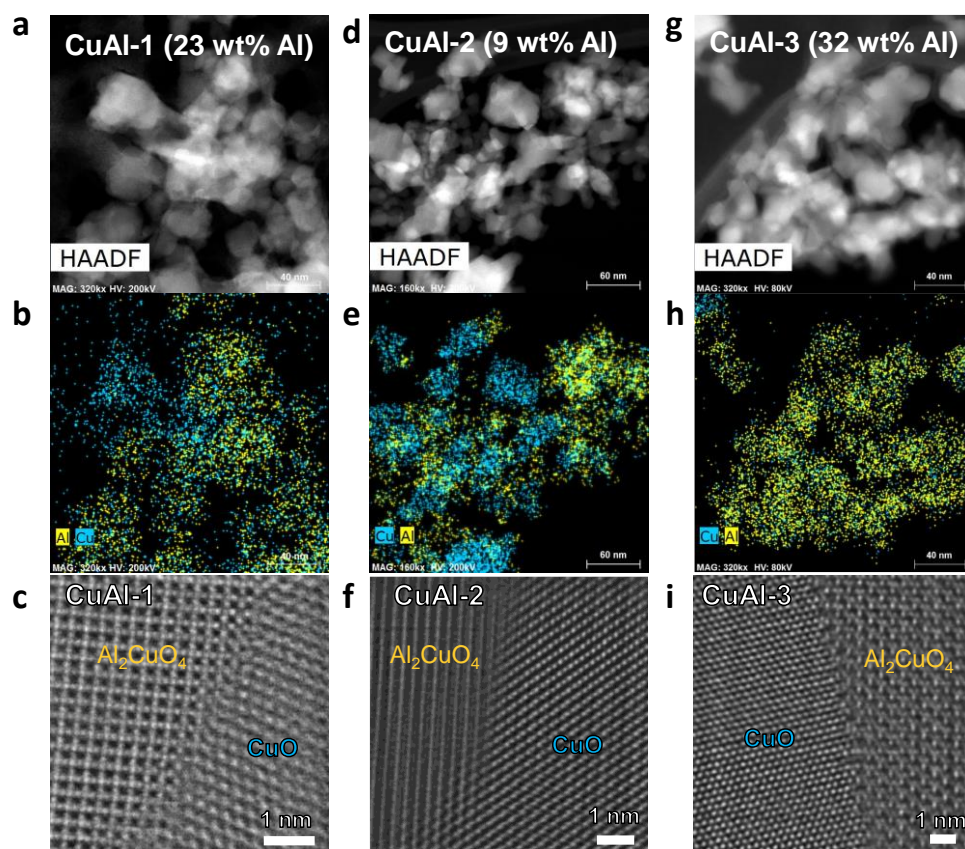 a
CuAl-1 (23 wt% Al)
HAADF
40 nm
MAG: 320kx HV: 200kV
d
CuAl-2 (9 wt% Al)
HAADF
60 nm
MAG: 160kx HV: 200kV
g
CuAl-3 (32 wt% Al)
HAADF
40 nm
MAG: 320kx HV: 80kV
b
Al Cu
40 nm
MAG: 320kx HV: 200kV
e
Cu Al
60 nm
MAG: 160kx HV: 200kV
h
Cu Al
40 nm
MAG: 320kx HV: 80kV
c
CuAl-1
Al₂CuO₄
CuO
1 nm
f
CuAl-2
Al₂CuO₄
CuO
1 nm
i
CuAl-3
Al₂CuO₄
CuO
1 nm